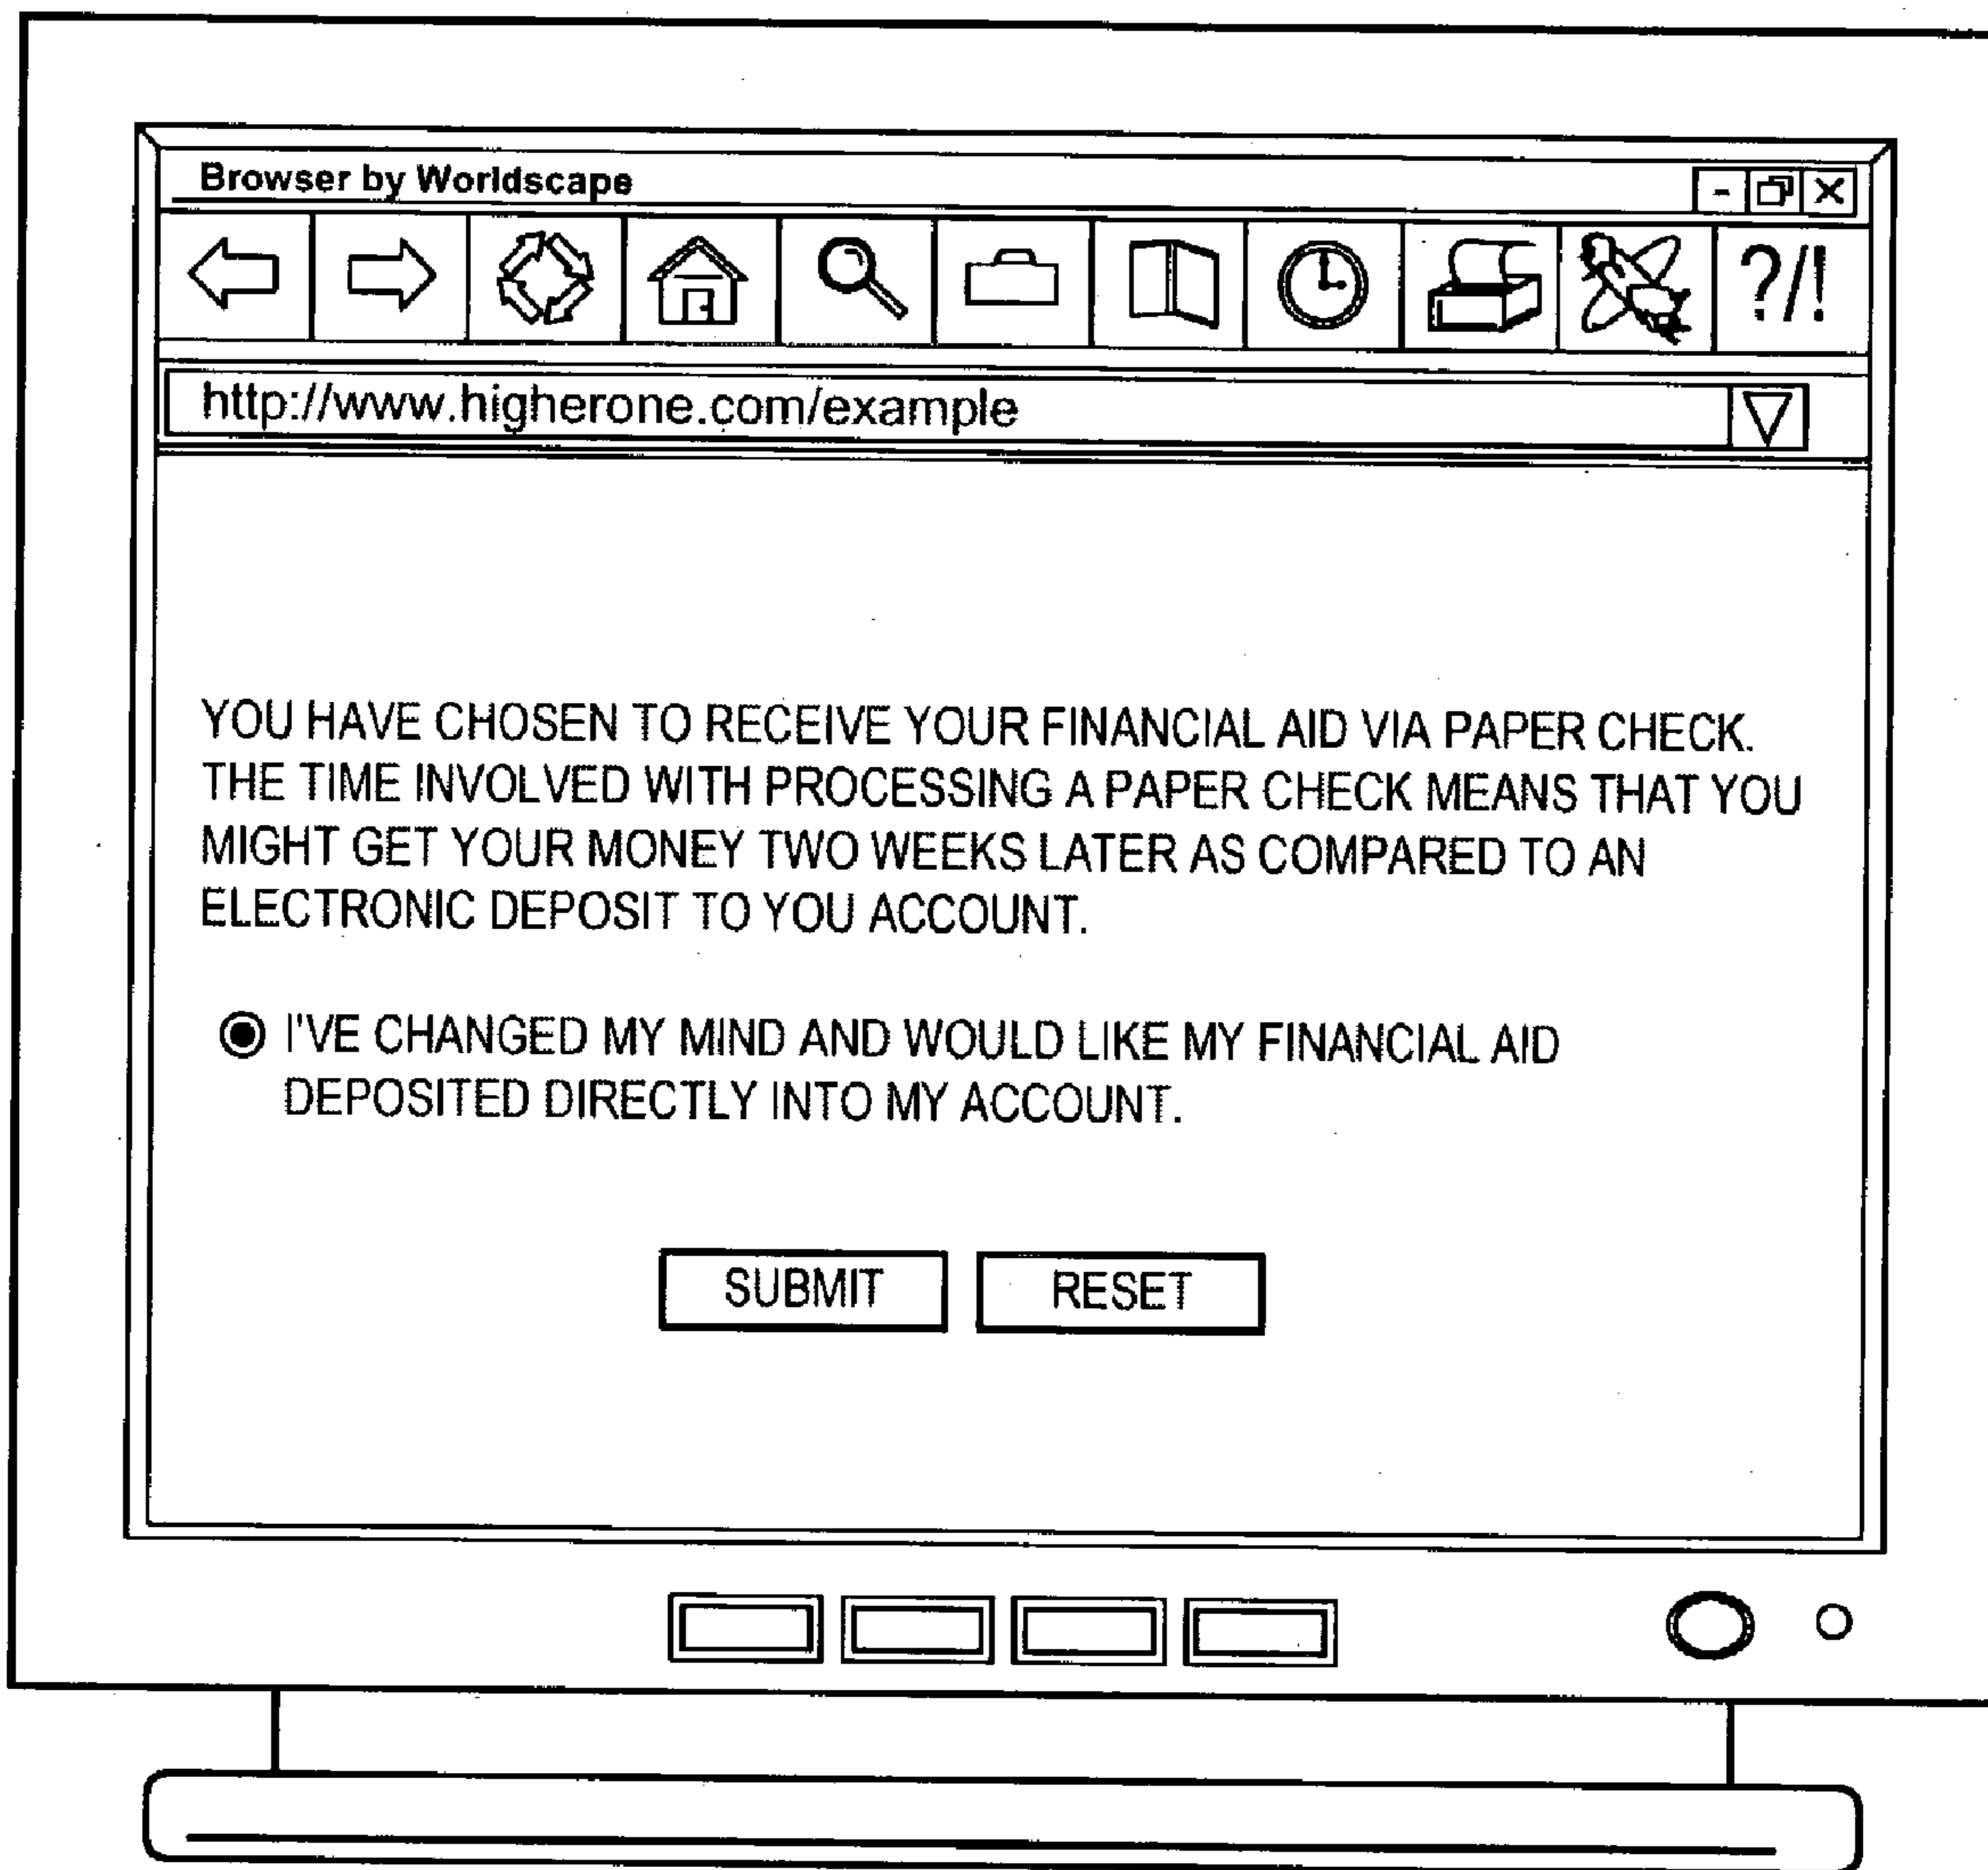 Browser by Worldscape
?/!
http://www.higherone.com/example
YOU HAVE CHOSEN TO RECEIVE YOUR FINANCIAL AID VIA PAPER CHECK.
THE TIME INVOLVED WITH PROCESSING A PAPER CHECK MEANS THAT YOU
MIGHT GET YOUR MONEY TWO WEEKS LATER AS COMPARED TO AN
ELECTRONIC DEPOSIT TO YOU ACCOUNT.
I'VE CHANGED MY MIND AND WOULD LIKE MY FINANCIAL AID
DEPOSITED DIRECTLY INTO MY ACCOUNT.
SUBMIT RESET